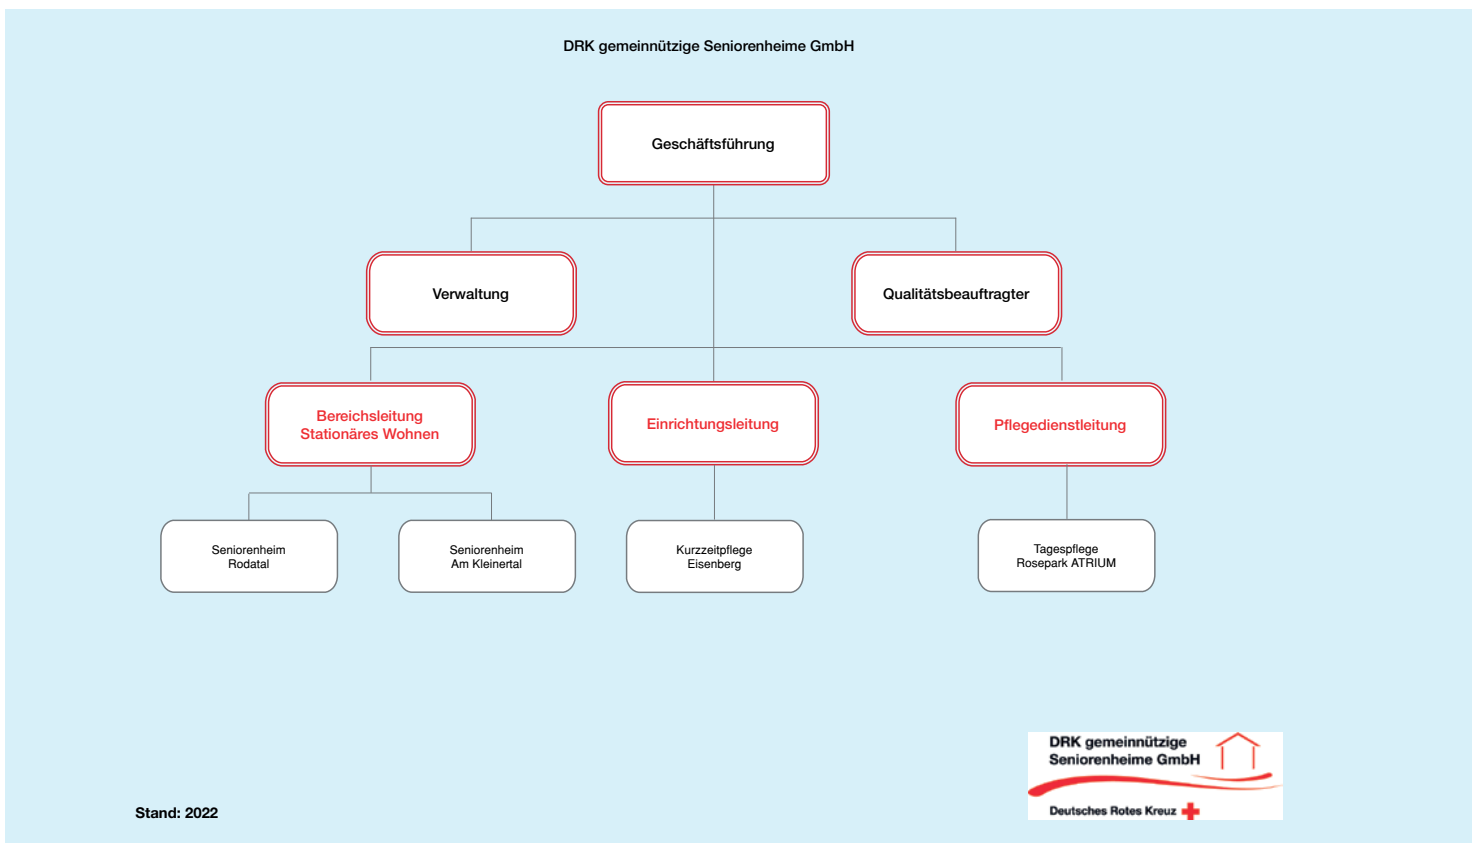 DRK gemeinnützige Seniorenheime GmbH
Geschäftsführung
Verwaltung
Qualitätsbeauftragter
Bereichsleitung
Stationäres Wohnen
Einrichtungsleitung
Pflegedienstleitung
Seniorenheim
Rodatal
Seniorenheim
Am Kleinertal
Kurzzeitpflege
Eisenberg
Tagespflege
Rosepark ATRIUM
DRK gemeinnützige
Seniorenheime GmbH
Deutsches Rotes Kreuz
Stand: 2022